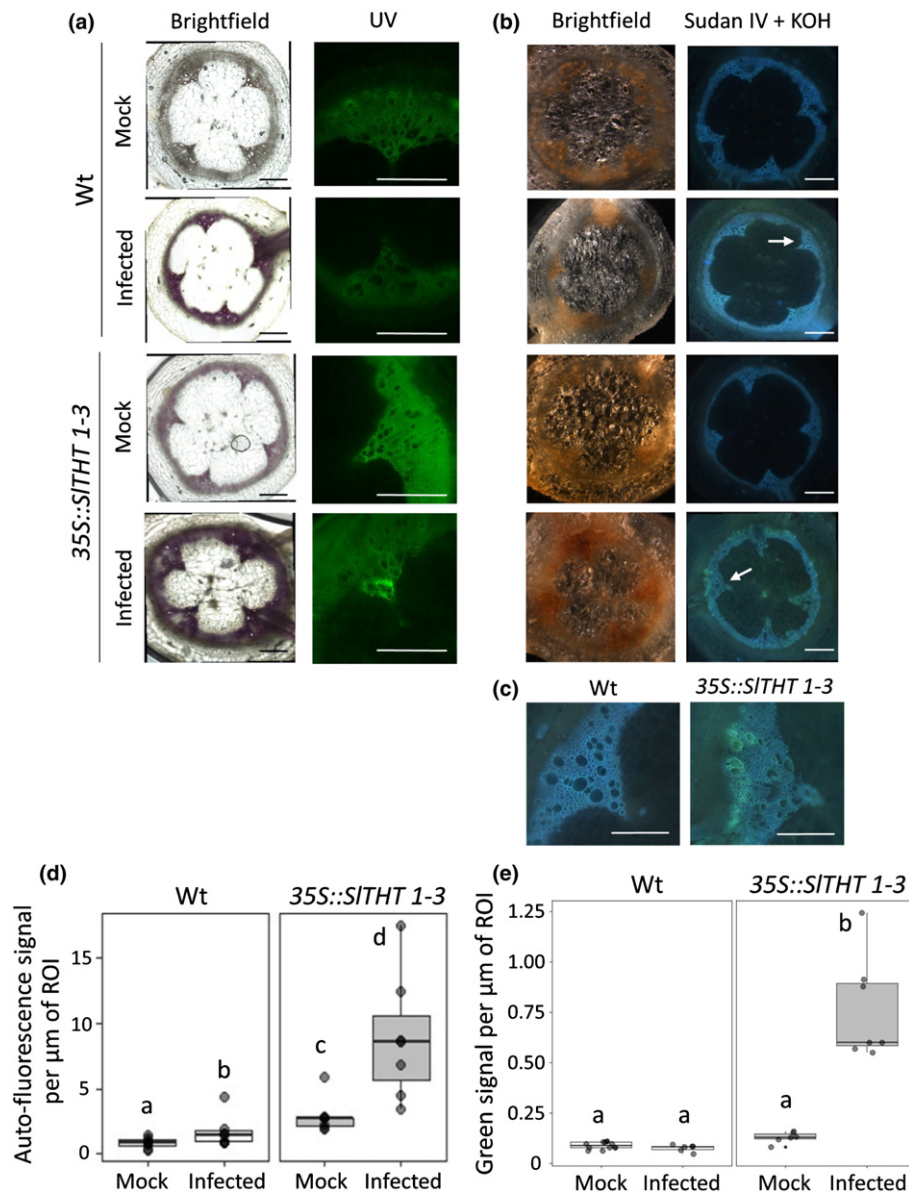 (a)
Brightfield
UV
Wt
Mock
Infected
35S::SlTHT 1-3
Mock
Infected
(b)
Brightfield
Sudan IV + KOH
(c)
Wt
35S::SlTHT 1-3
(d)
Wt
35S::SlTHT 1-3
Auto-fluorescence signal
per μm of ROI
15
10
5
0
a
b
c
d
Mock
Infected
Mock
Infected
(e)
Wt
35S::SlTHT 1-3
Green signal per μm of ROI
1.25
1.00
0.75
0.50
0.25
0
a
a
a
b
Mock
Infected
Mock
Infected